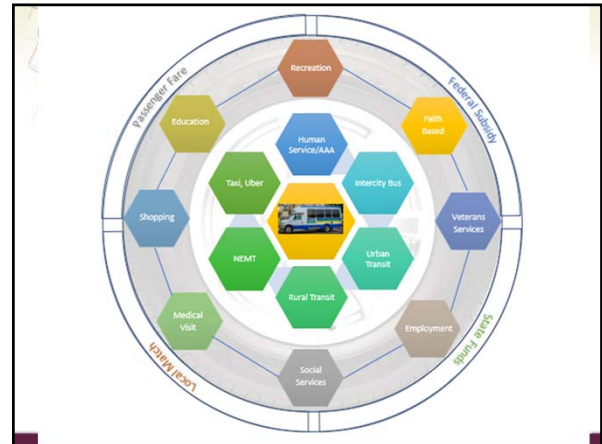 Passenger Fare
Federal Subsidy
Recreation
Education
Faith
Based
Human
Service/AAA
Taxi, Uber
Intercity Bus
Shopping
Veterans
Services
NEMT
Urban
Transit
Rural Transit
Medical
Visit
Employment
Social
Services
Local Match
State Funds